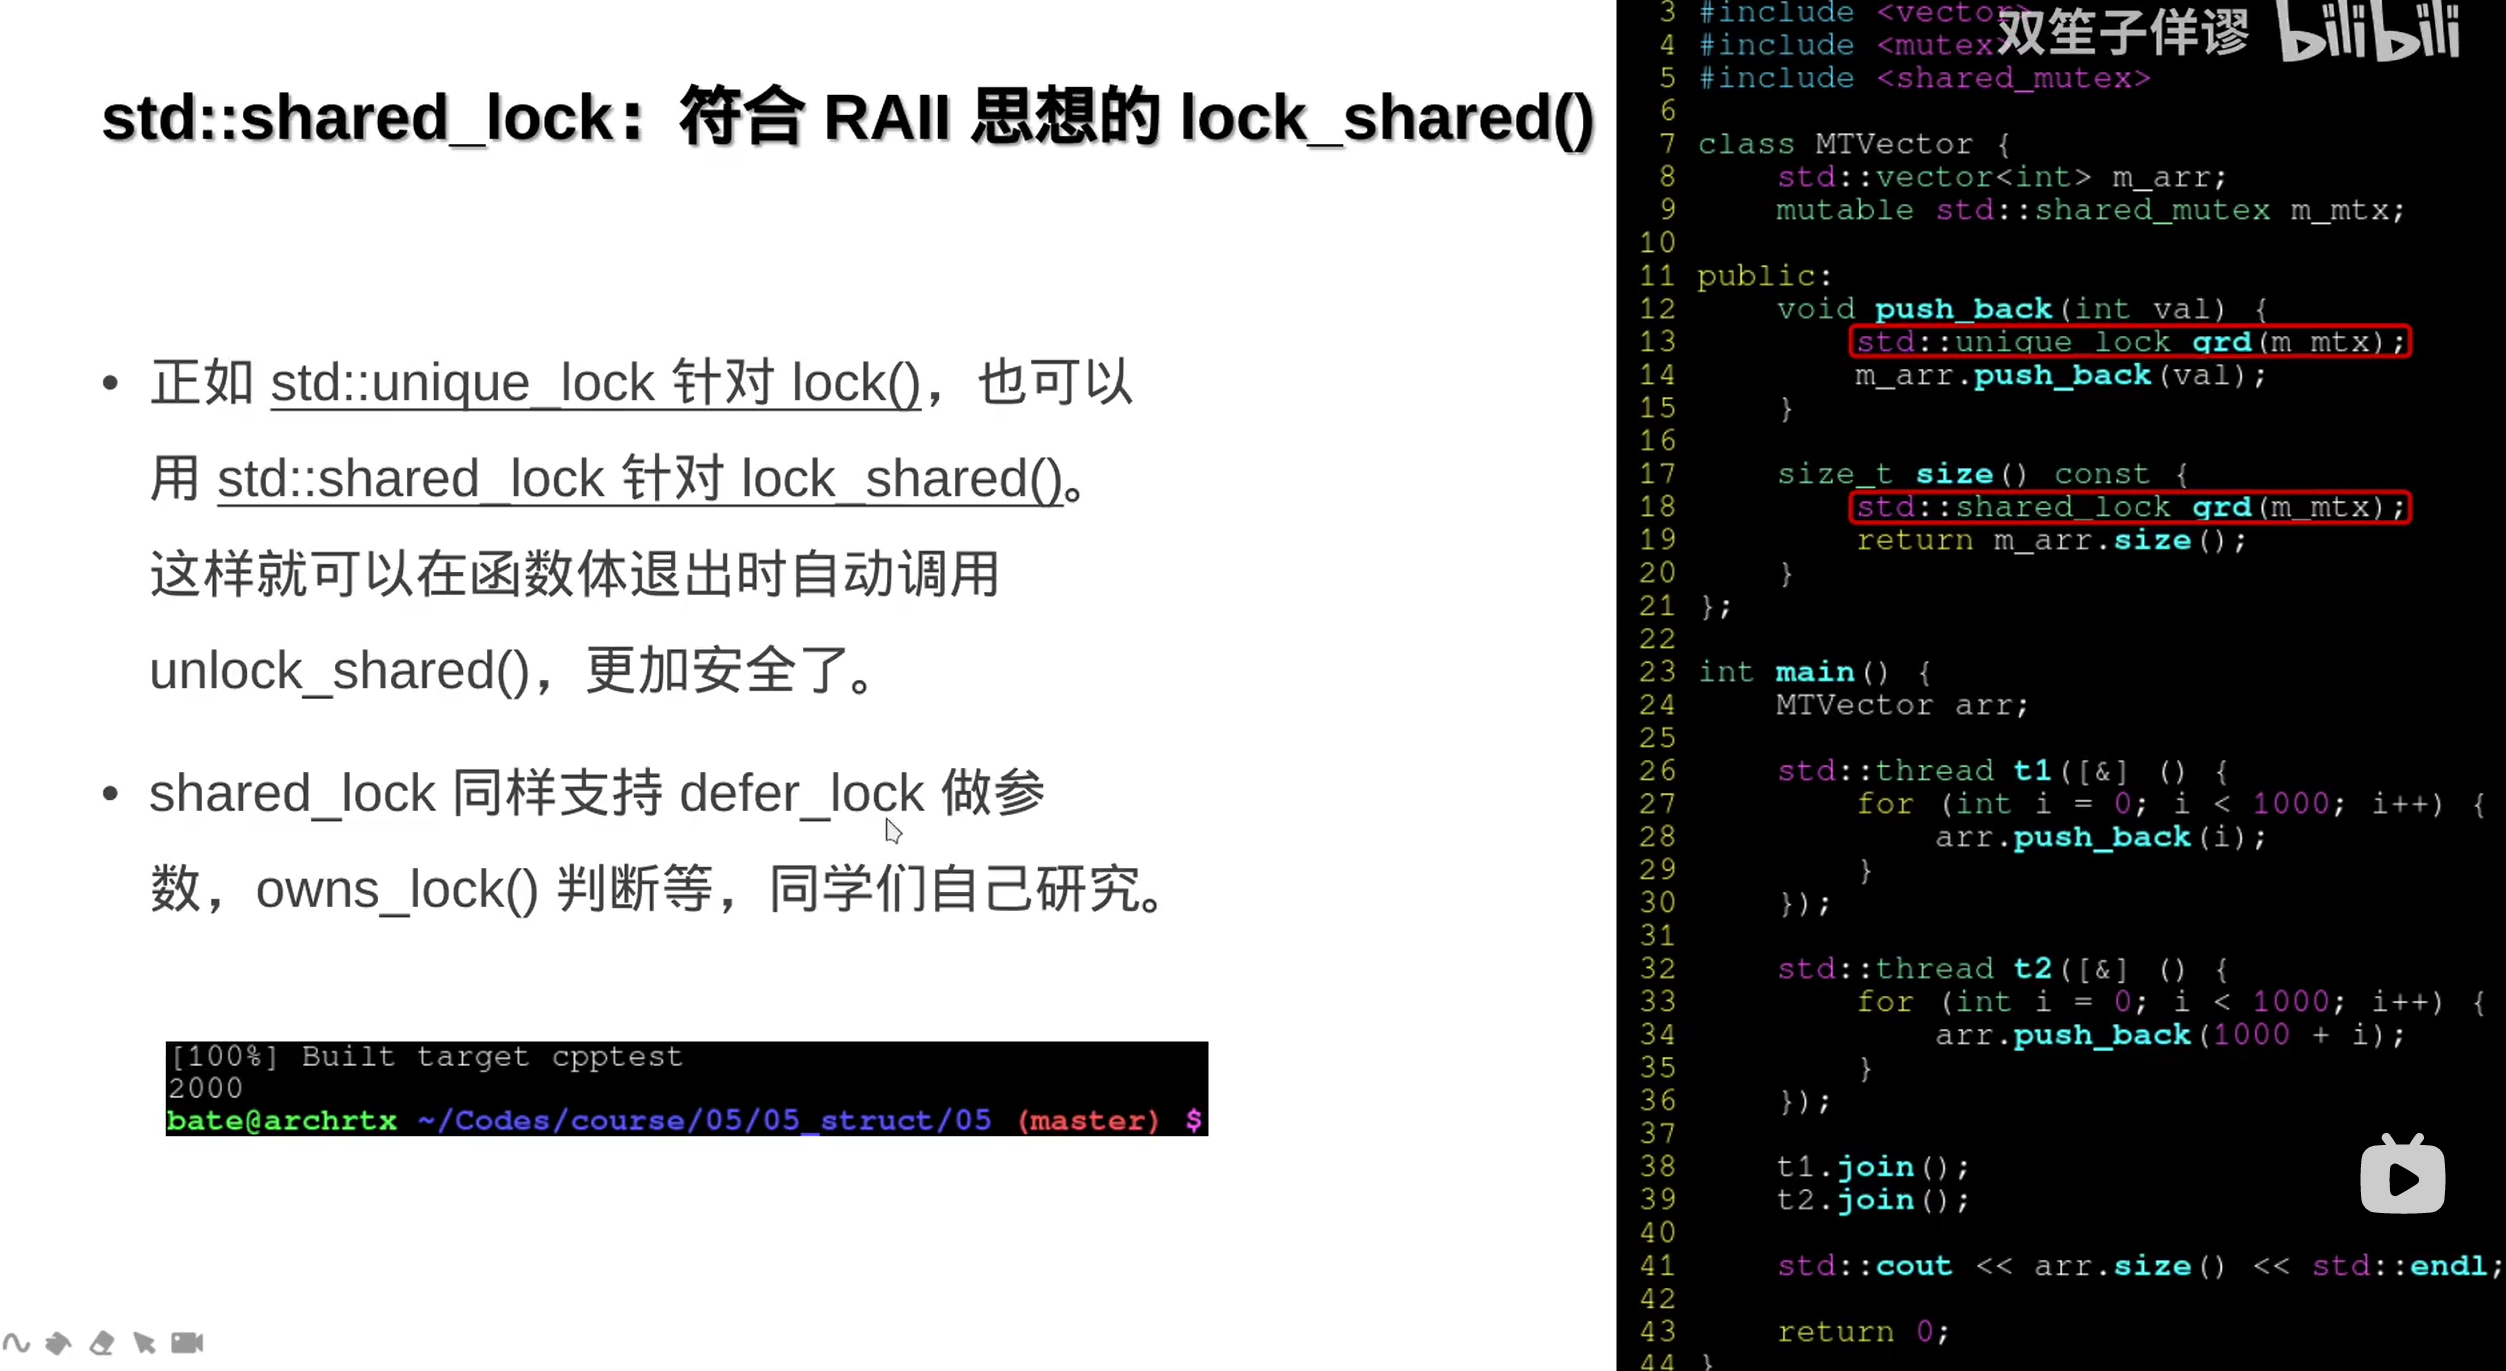 std::shared_lock：符合 RAII 思想的 lock_shared()
• 正如 std::unique_lock 针对 lock()，也可以
用 std::shared_lock 针对 lock_shared()。
这样就可以在函数体退出时自动调用
unlock_shared()，更加安全了。
• shared_lock 同样支持 defer_lock 做参
数，owns_lock() 判断等，同学们自己研究。
[100%] Built target cpptest
2000
bate@archrtx ~/Codes/course/05/05_struct/05 (master) $
双笙子佯谬 bilibili
3 #include <vector>
4 #include <mutex>
5 #include <shared_mutex>
6
7 class MTVector {
8     std::vector<int> m_arr;
9     mutable std::shared_mutex m_mtx;
10
11 public:
12     void push_back(int val) {
13         std::unique_lock grd(m_mtx);
14         m_arr.push_back(val);
15     }
16
17     size_t size() const {
18         std::shared_lock grd(m_mtx);
19         return m_arr.size();
20     }
21 };
22
23 int main() {
24     MTVector arr;
25
26     std::thread t1([&] () {
27         for (int i = 0; i < 1000; i++) {
28             arr.push_back(i);
29         }
30     });
31
32     std::thread t2([&] () {
33         for (int i = 0; i < 1000; i++) {
34             arr.push_back(1000 + i);
35         }
36     });
37
38     t1.join();
39     t2.join();
40
41     std::cout << arr.size() << std::endl;
42
43     return 0;
44 }